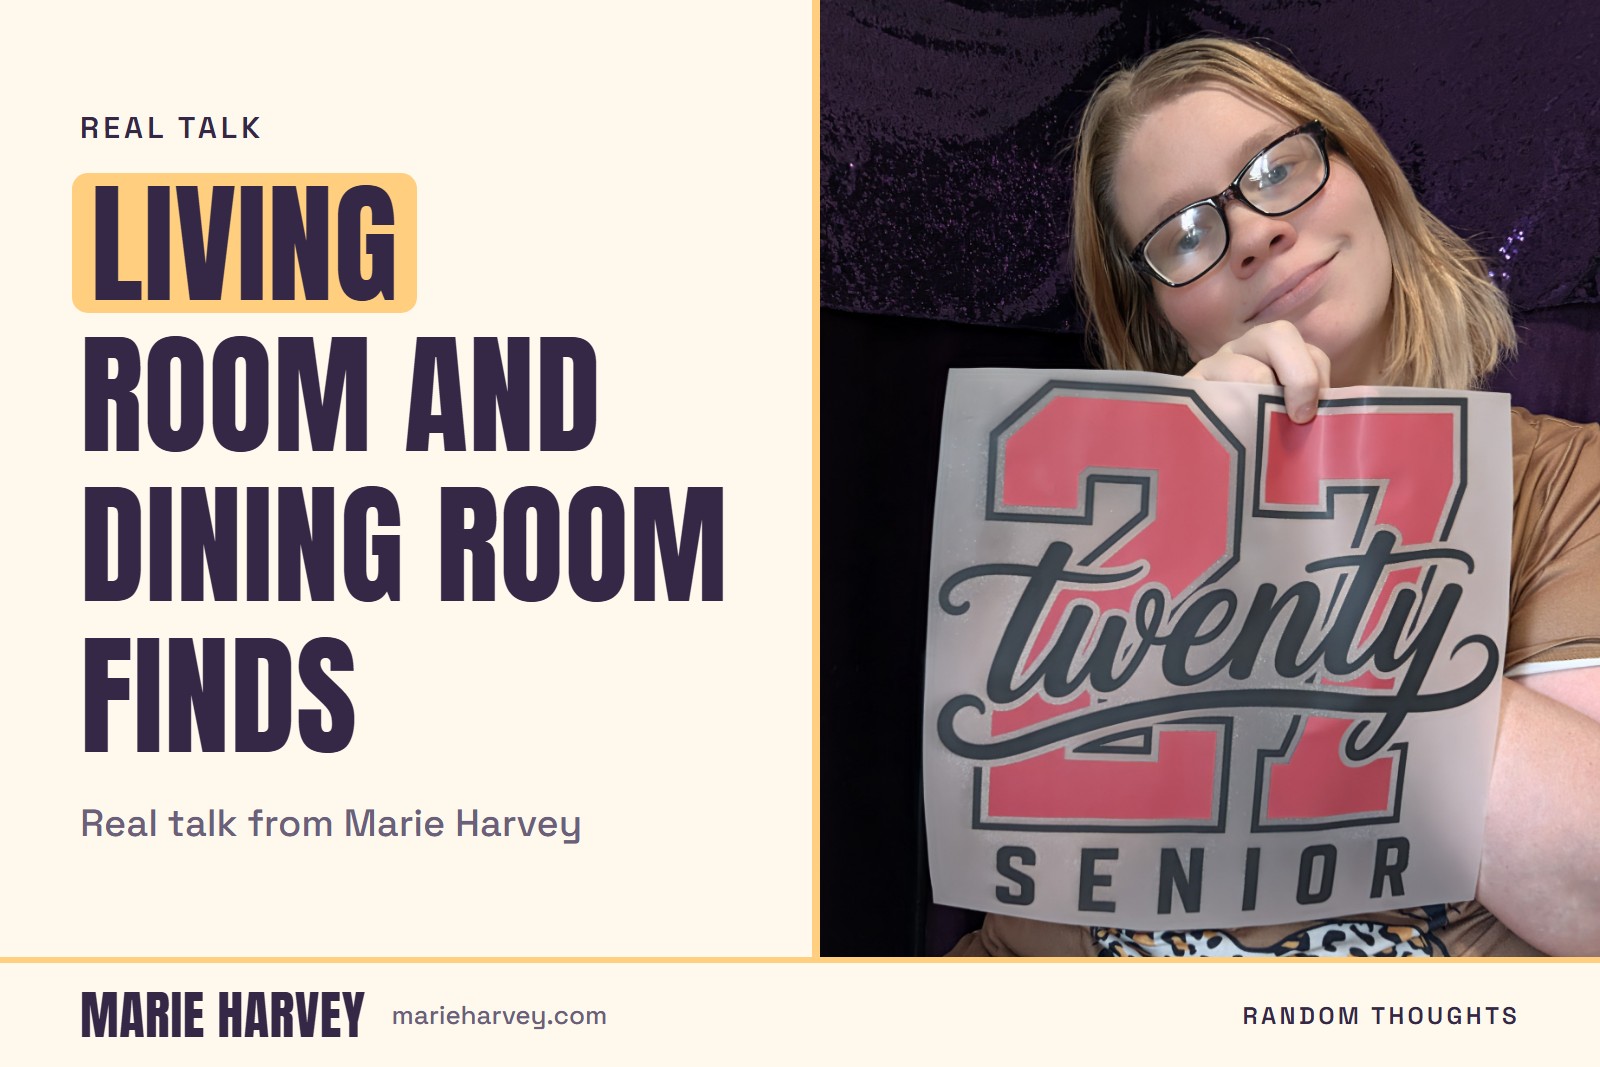 REAL TALK
LIVING
ROOM AND
DINING ROOM
FINDS
Real talk from Marie Harvey
27
twenty
SENIOR
MARIE HARVEY
marieharvey.com
RANDOM THOUGHTS